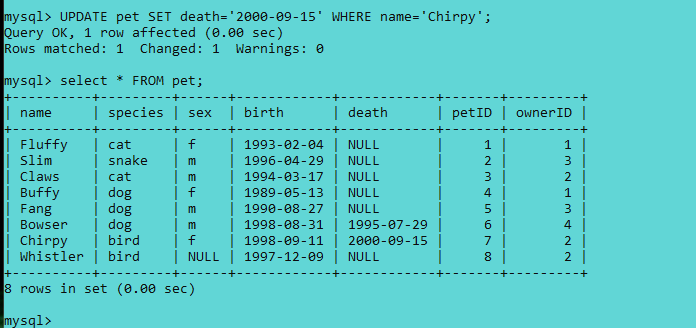 mysql> UPDATE pet SET death='2000-09-15' WHERE name='Chirpy';
Query OK, 1 row affected (0.00 sec)
Rows matched: 1  Changed: 1  Warnings: 0
mysql> select * FROM pet;
+----------+---------+------+------------+------------+-------+---------+
| name     | species | sex  | birth      | death      | petID | ownerID |
+----------+---------+------+------------+------------+-------+---------+
| Fluffy   | cat     | f    | 1993-02-04 | NULL       |     1 |       1 |
| Slim     | snake   | m    | 1996-04-29 | NULL       |     2 |       3 |
| Claws    | cat     | m    | 1994-03-17 | NULL       |     3 |       2 |
| Buffy    | dog     | f    | 1989-05-13 | NULL       |     4 |       1 |
| Fang     | dog     | m    | 1990-08-27 | NULL       |     5 |       3 |
| Bowser   | dog     | m    | 1998-08-31 | 1995-07-29 |     6 |       4 |
| Chirpy   | bird    | f    | 1998-09-11 | 2000-09-15 |     7 |       2 |
| Whistler | bird    | NULL | 1997-12-09 | NULL       |     8 |       2 |
+----------+---------+------+------------+------------+-------+---------+
8 rows in set (0.00 sec)
mysql>